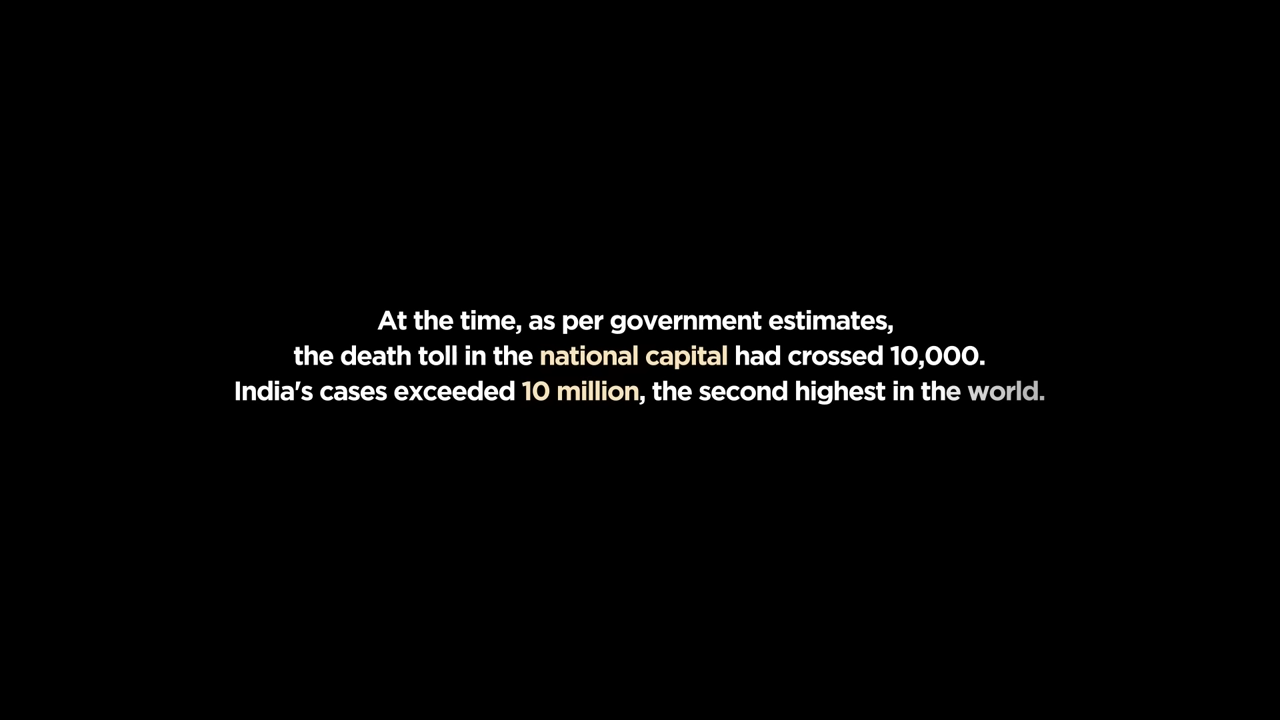 At the time, as per government estimates,
the death toll in the national capital had crossed 10,000.
India's cases exceeded 10 million, the second highest in the world.